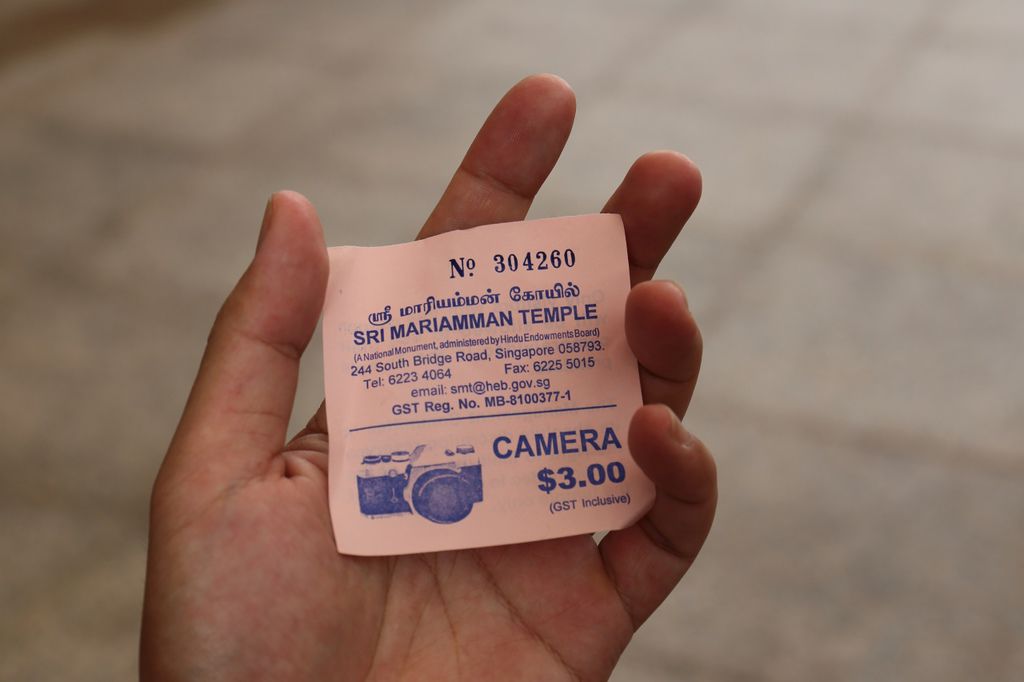 Nº 304260
ஸ்ரீ மாரியம்மன் கோயில்
SRI MARIAMMAN TEMPLE
(A National Monument, administered by Hindu Endowments Board)
244 South Bridge Road, Singapore 058793.
Tel: 6223 4064 Fax: 6225 5015
email: smt@heb.gov.sg
GST Reg. No. MB-8100377-1
CAMERA
$3.00
(GST Inclusive)